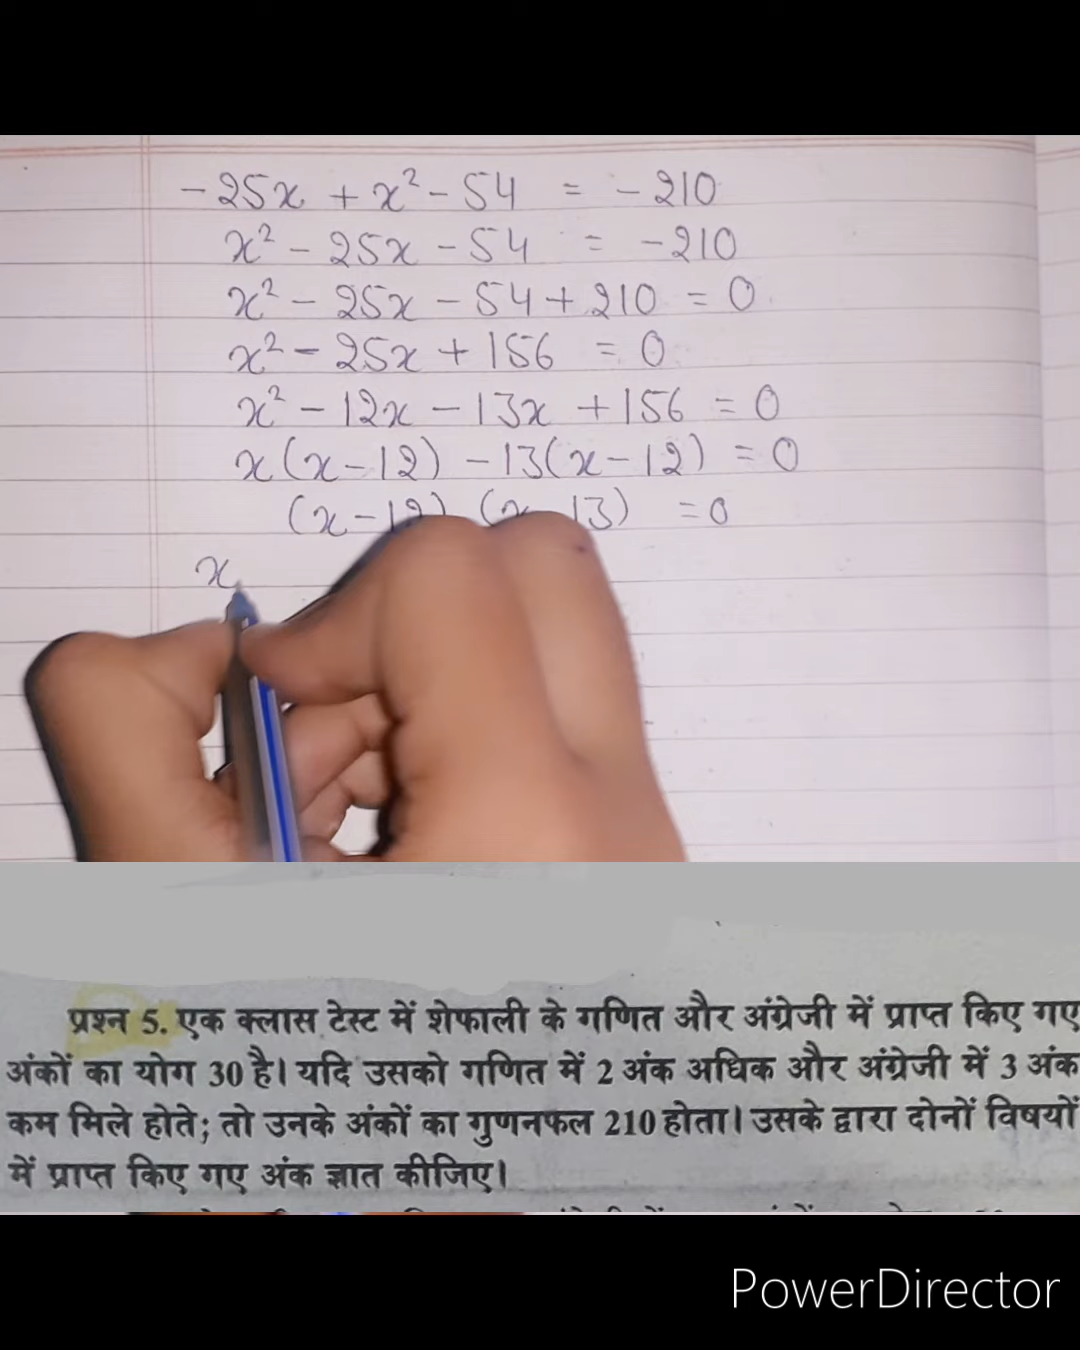 -25x + x² - 54 = -210
x² - 25x - 54 = -210
x² - 25x - 54 + 210 = 0
x² - 25x + 156 = 0
x² - 12x - 13x + 156 = 0
x(x-12) - 13(x-12) = 0
(x-12) (x-13) = 0
x
प्रश्न 5. एक क्लास टेस्ट में शेफाली के गणित और अंग्रेजी में प्राप्त किए गए
अंकों का योग 30 है। यदि उसको गणित में 2 अंक अधिक और अंग्रेजी में 3 अंक
कम मिले होते; तो उनके अंकों का गुणनफल 210 होता। उसके द्वारा दोनों विषयों
में प्राप्त किए गए अंक ज्ञात कीजिए।
PowerDirector